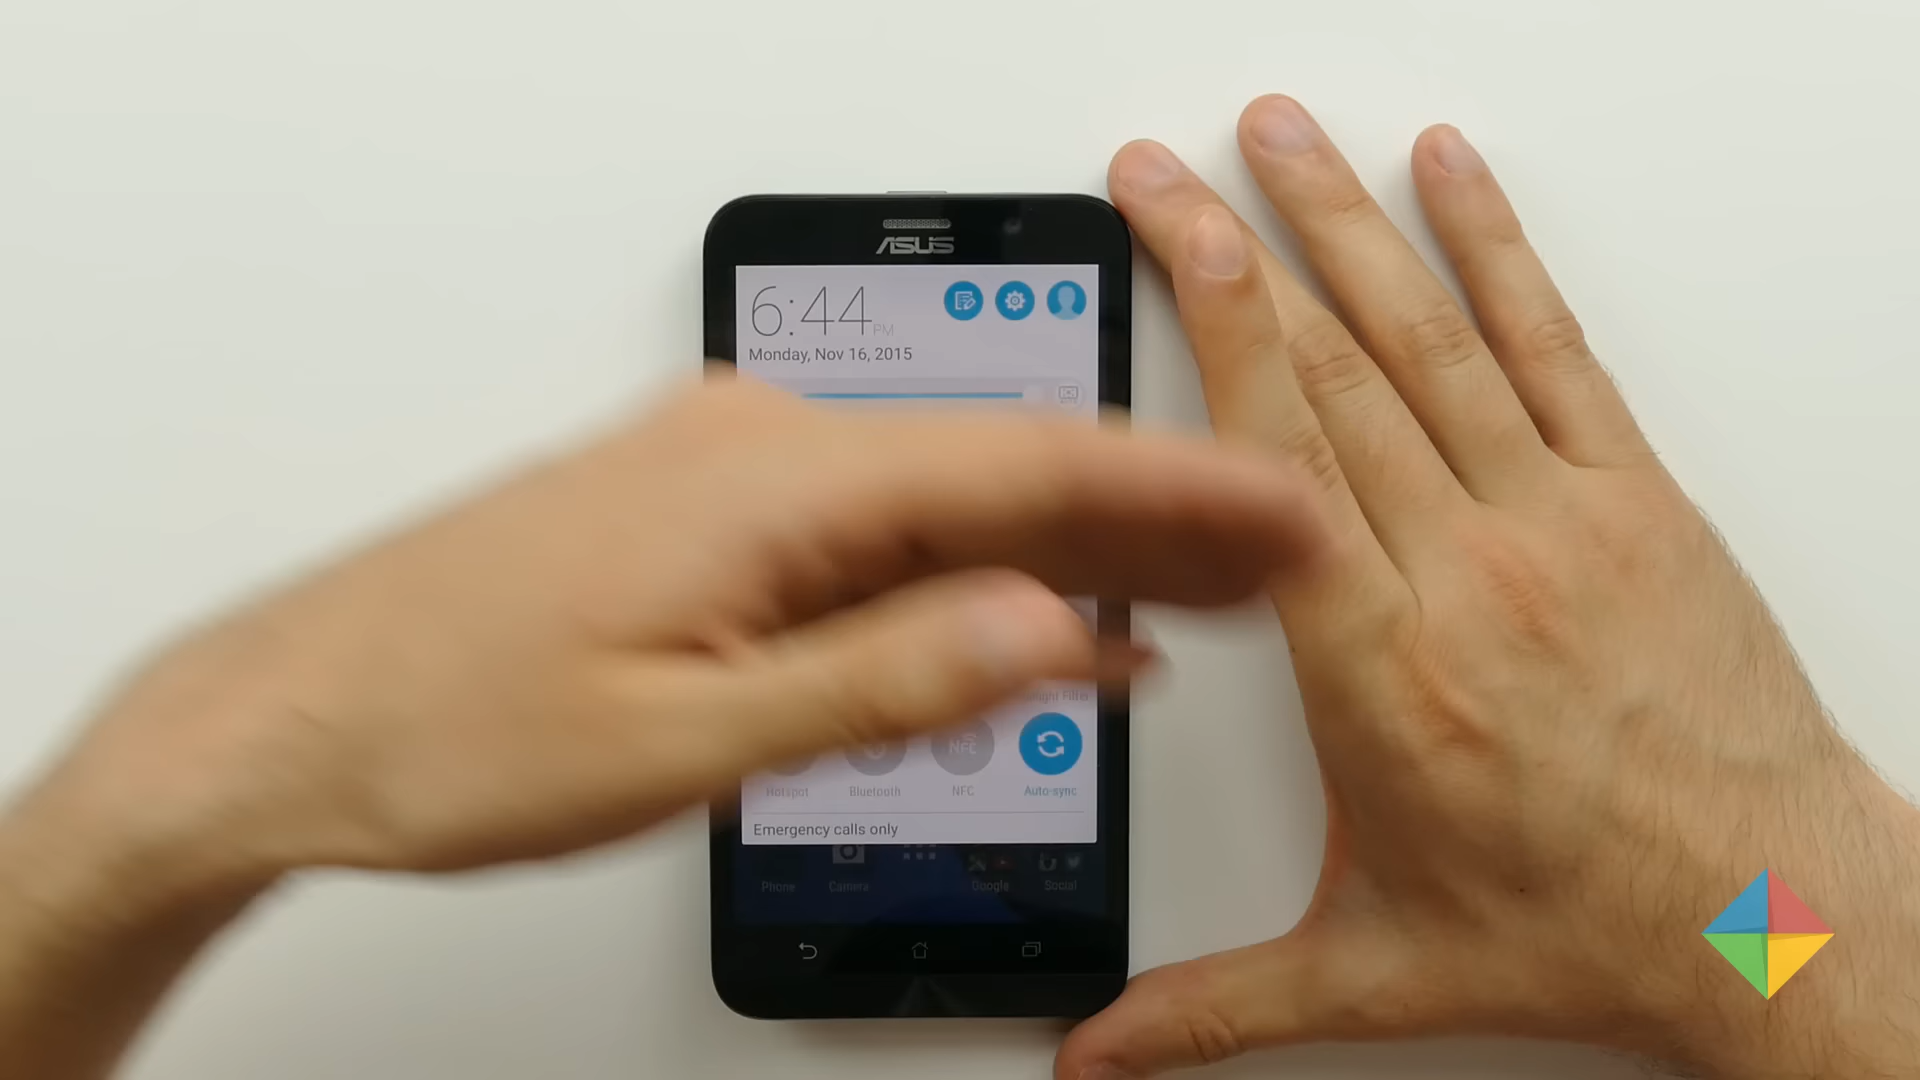 ASUS
6:44 PM
Monday, Nov 16, 2015
NFC
Hotspot Bluetooth NFC Auto-sync
Emergency calls only
Phone Camera Google Social